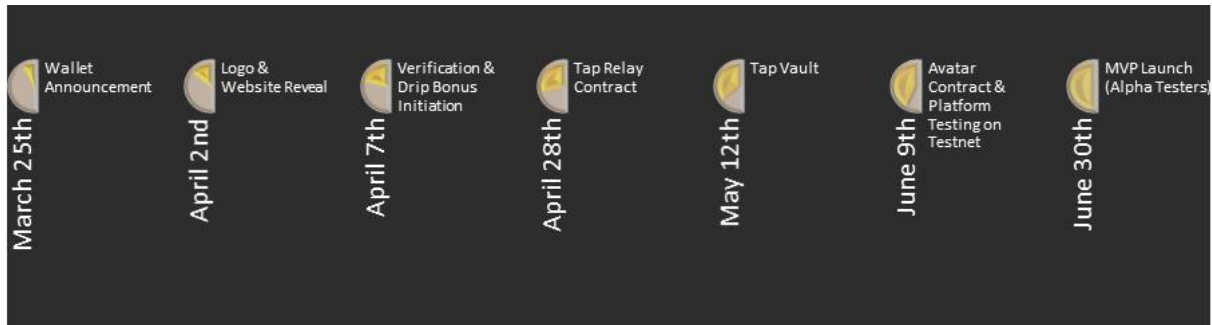 Wallet
Announcement
March 25th
Logo &
Website Reveal
April 2nd
Verification &
Drip Bonus
Initiation
April 7th
Tap Relay
Contract
April 28th
Tap Vault
May 12th
Avatar
Contract &
Platform
Testing on
Testnet
June 9th
MVP Launch
(Alpha Testers)
June 30th